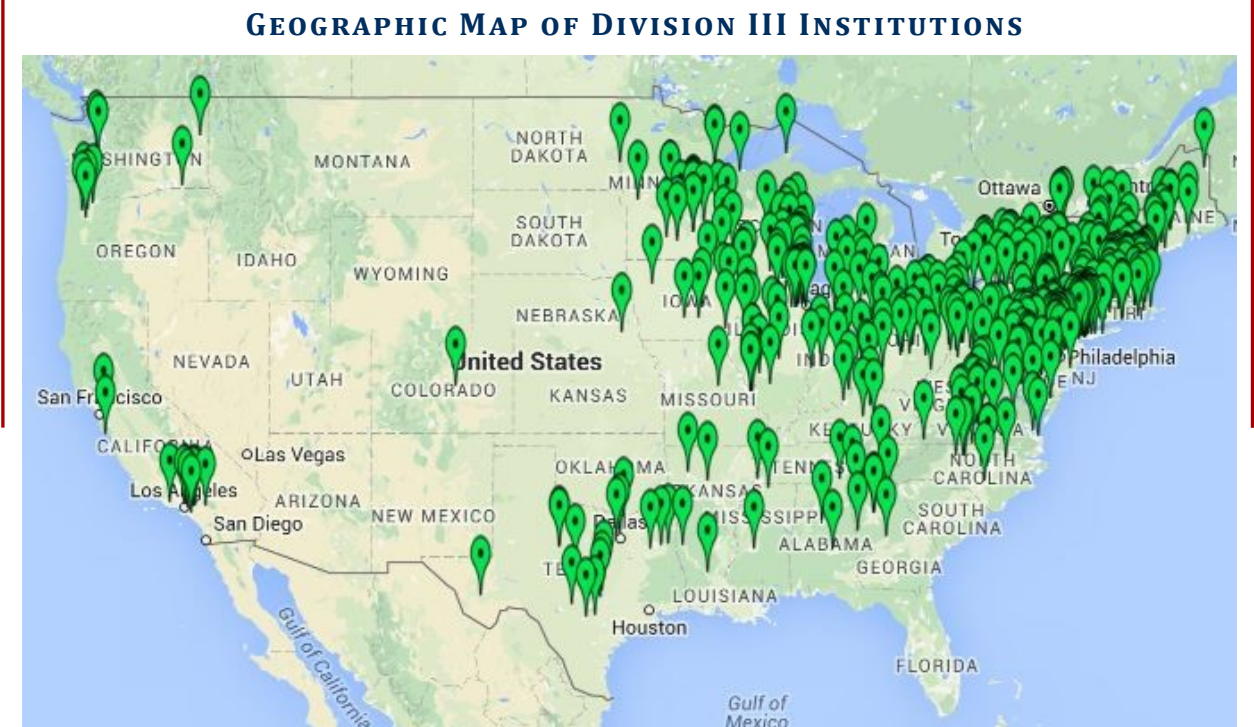 GEOGRAPHIC MAP OF DIVISION III INSTITUTIONS
Ottawa
NORTH
DAKOTA
MONTANA
SOUTH
DAKOTA
OREGON
IDAHO
WYOMING
IOWA
NEBRASKA
NEVADA
UTAH
United States
COLORADO
KANSAS
MISSOURI
Philadelphia
NJ
San Francisco
CALIFORNIA
Las Vegas
Los Angeles
ARIZONA
NEW MEXICO
OKLAHOMA
NORTH
CAROLINA
San Diego
Dallas
SOUTH
CAROLINA
ALABAMA
GEORGIA
LOUISIANA
Houston
FLORIDA
Gulf of California
Gulf of
Mexico